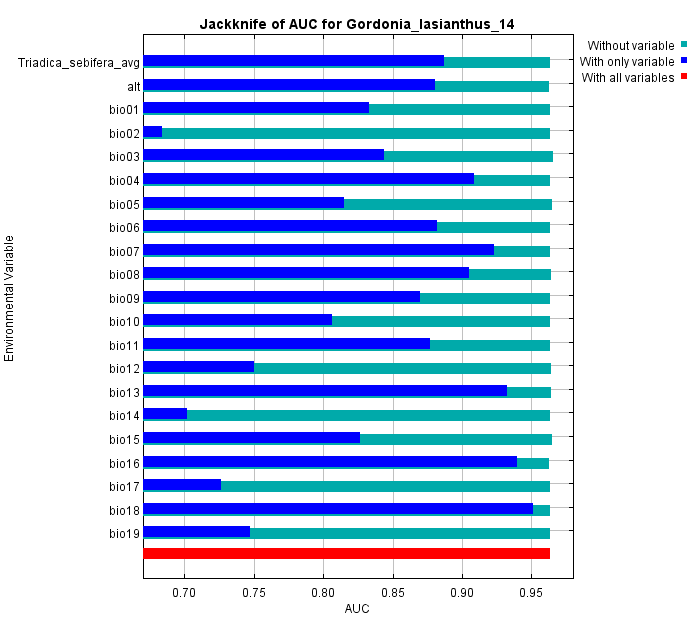 Jackknife of AUC for Gordonia_lasianthus_14
Without variable
With only variable
With all variables
Environmental Variable
Triadica_sebifera_avg
alt
bio01
bio02
bio03
bio04
bio05
bio06
bio07
bio08
bio09
bio10
bio11
bio12
bio13
bio14
bio15
bio16
bio17
bio18
bio19
0.70 0.75 0.80 0.85 0.90 0.95
AUC